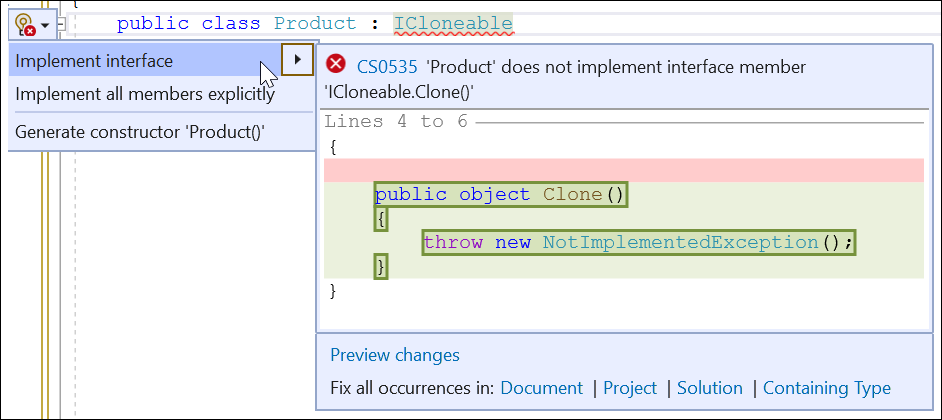 {
public class Product : ICloneable
Implement interface
Implement all members explicitly
Generate constructor 'Product()'
CS0535 'Product' does not implement interface member
'ICloneable.Clone()'
Lines 4 to 6
{
public object Clone()
{
throw new NotImplementedException();
}
}
Preview changes
Fix all occurrences in: Document | Project | Solution | Containing Type